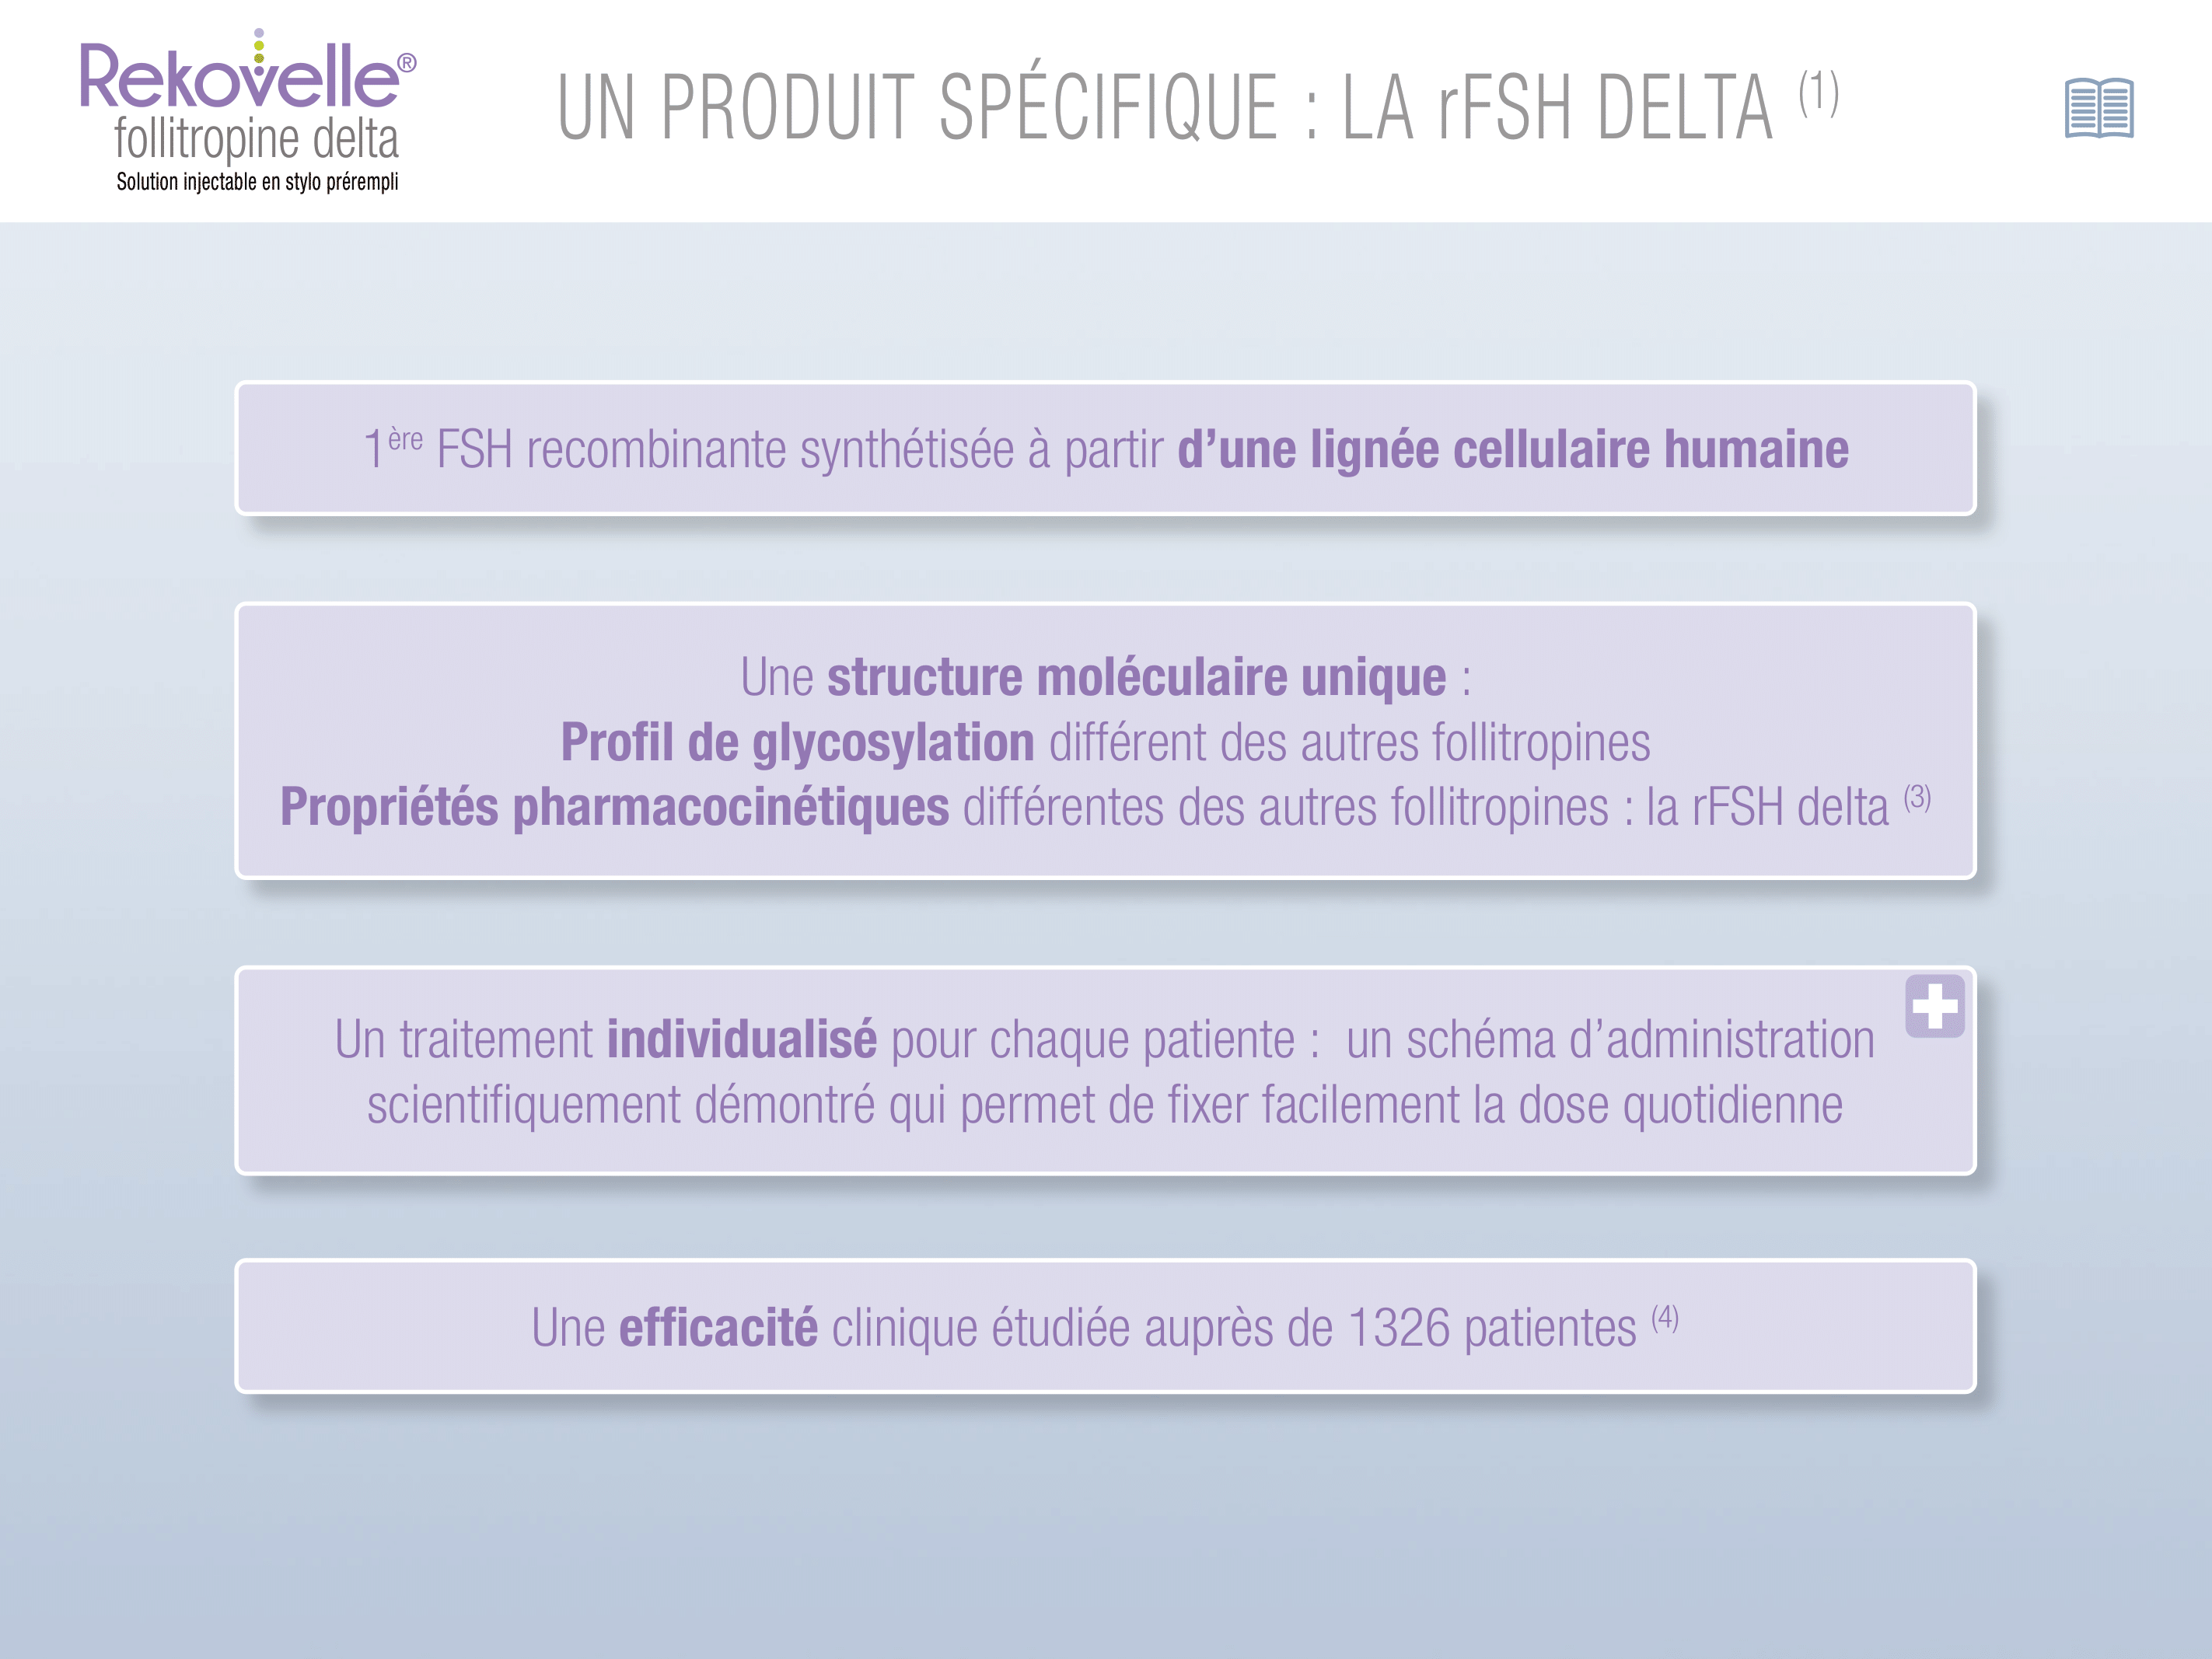 Rekovelle®
follitropine delta
Solution injectable en stylo prérempli
UN PRODUIT SPÉCIFIQUE : LA rFSH DELTA (1)
1ère FSH recombinante synthétisée à partir d’une lignée cellulaire humaine
Une structure moléculaire unique :
Profil de glycosylation différent des autres follitropines
Propriétés pharmacocinétiques différentes des autres follitropines : la rFSH delta (3)
Un traitement individualisé pour chaque patiente : un schéma d’administration
scientifiquement démontré qui permet de fixer facilement la dose quotidienne
Une efficacité clinique étudiée auprès de 1326 patientes (4)